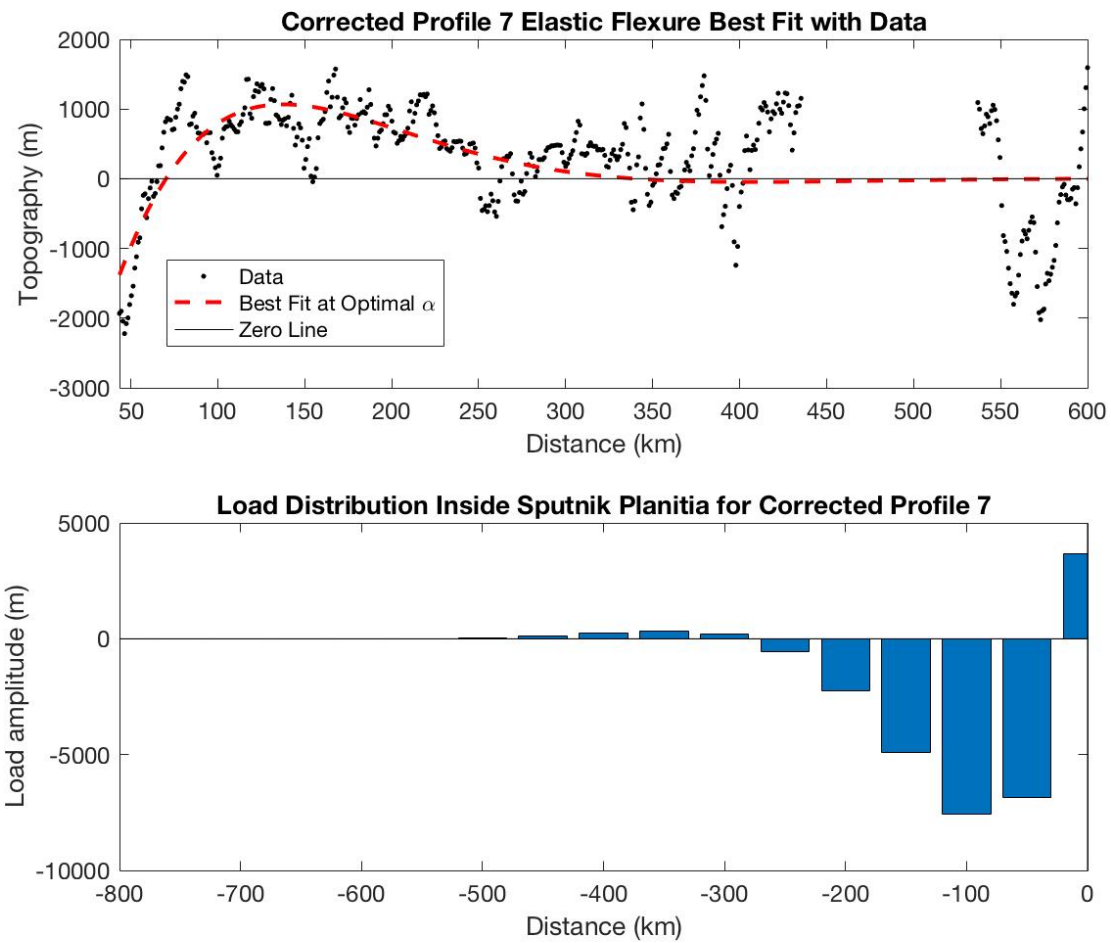 Corrected Profile 7 Elastic Flexure Best Fit with Data
2000
1000
0
-1000
-2000
-3000
Topography (m)
Data
Best Fit at Optimal α
Zero Line
50 100 150 200 250 300 350 400 450 500 550 600
Distance (km)
Load Distribution Inside Sputnik Planitia for Corrected Profile 7
5000
0
-5000
-10000
Load amplitude (m)
-800 -700 -600 -500 -400 -300 -200 -100 0
Distance (km)